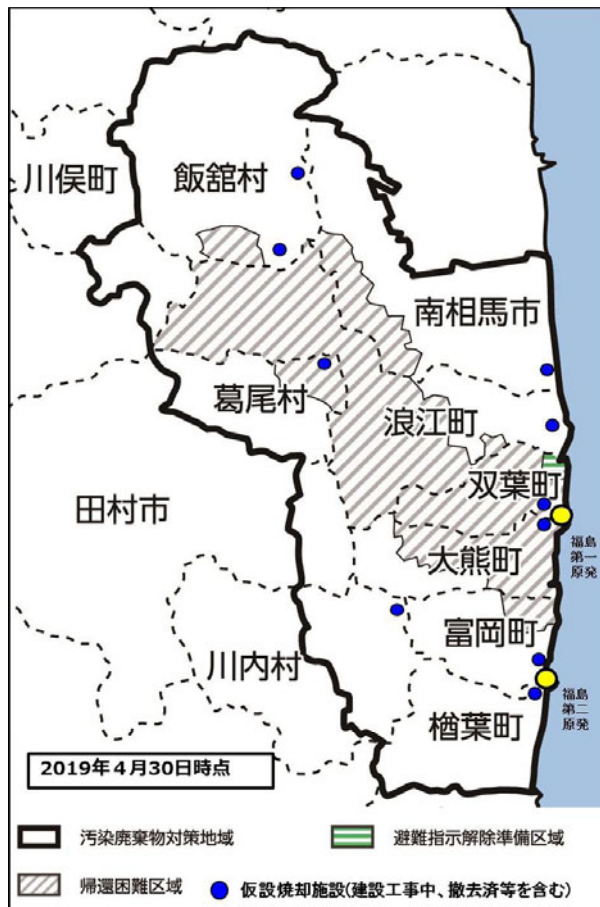 川俣町
飯舘村
南相馬市
葛尾村
浪江町
田村市
双葉町
福島
第一
原発
大熊町
富岡町
川内村
福島
第二
原発
楢葉町
2019年4月30日時点
汚染廃棄物対策地域
避難指示解除準備区域
帰還困難区域
仮設焼却施設(建設工事中、撤去済等を含む)